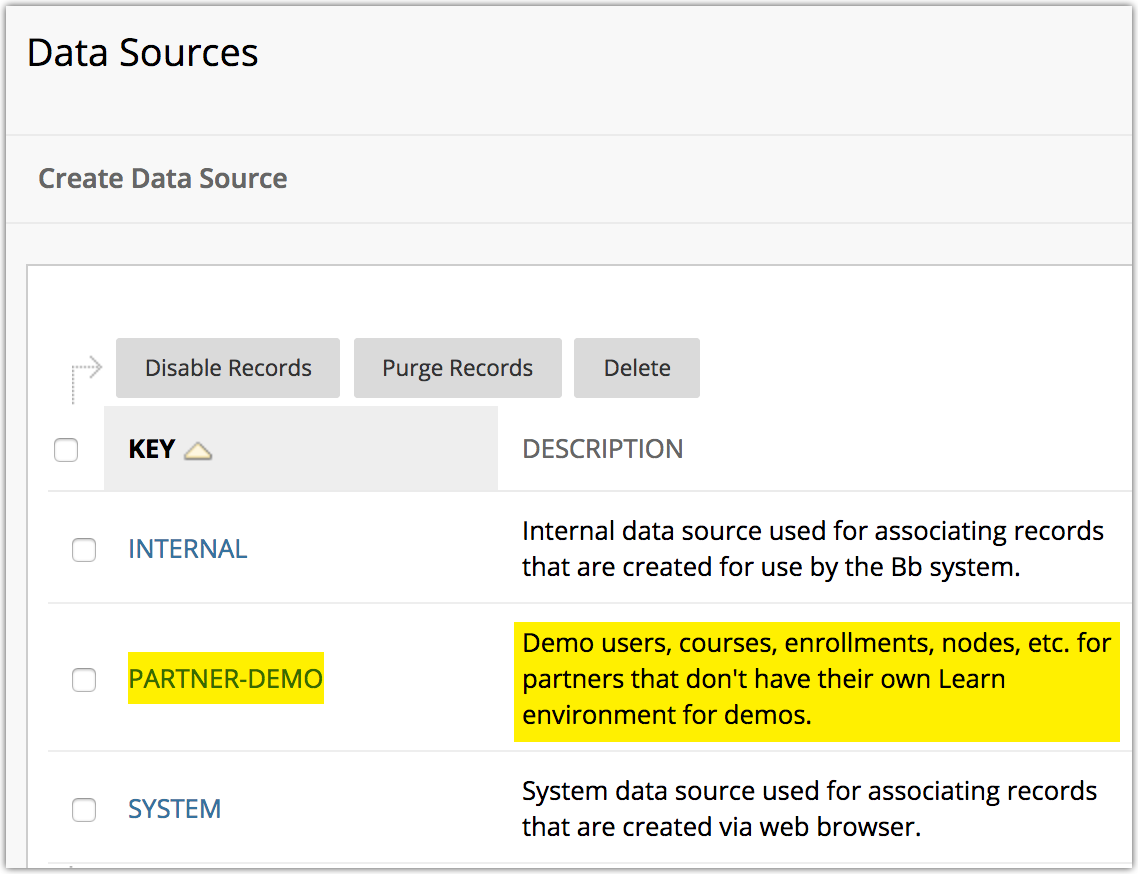 Data Sources
Create Data Source
Disable Records
Purge Records
Delete
KEY
DESCRIPTION
INTERNAL
Internal data source used for associating records
that are created for use by the Bb system.
PARTNER-DEMO
Demo users, courses, enrollments, nodes, etc. for
partners that don't have their own Learn
environment for demos.
SYSTEM
System data source used for associating records
that are created via web browser.